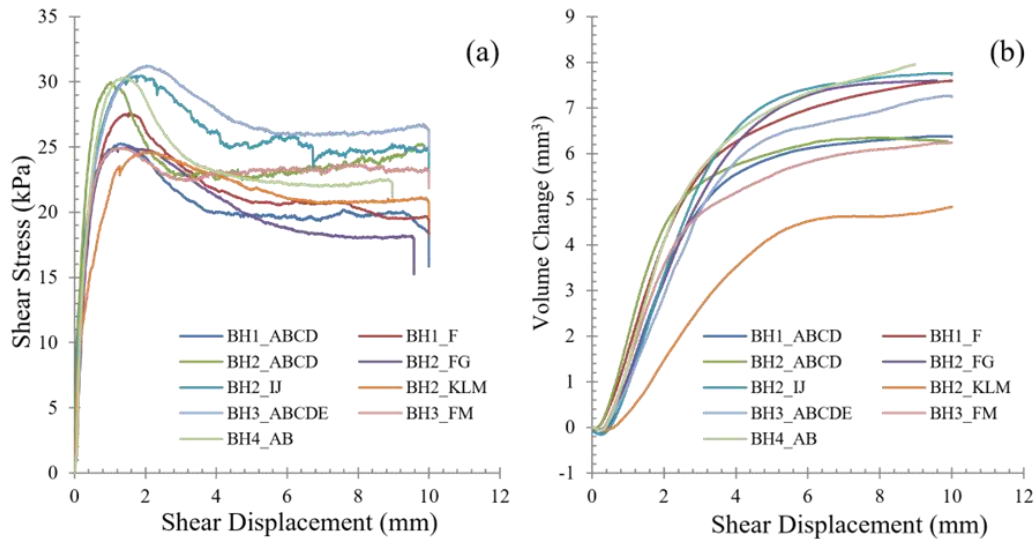 (a)
35
30
25
20
15
10
5
0
Shear Stress (kPa)
BH1_ABCD BH1_F
BH2_ABCD BH2_FG
BH2_IJ BH2_KLM
BH3_ABCDE BH3_FM
BH4_AB
0 2 4 6 8 10 12
Shear Displacement (mm)
(b)
9
8
7
6
5
4
3
2
1
0
-1
Volume Change (mm³)
BH1_ABCD BH1_F
BH2_ABCD BH2_FG
BH2_IJ BH2_KLM
BH3_ABCDE BH3_FM
BH4_AB
0 2 4 6 8 10 12
Shear Displacement (mm)